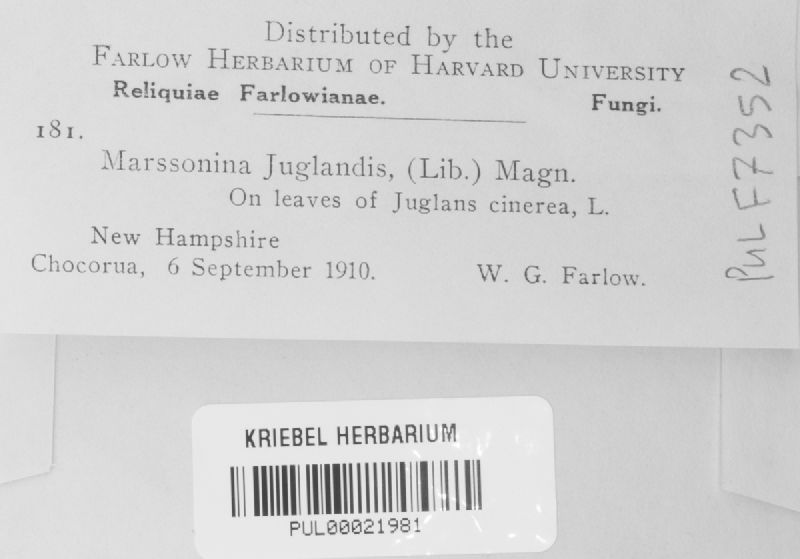 Distributed by the
FARLOW HERBARIUM OF HARVARD UNIVERSITY
Reliquiae Farlowianae. Fungi.
181.
Marssonina Juglandis, (Lib.) Magn.
On leaves of Juglans cinerea, L.
New Hampshire
Chocorua, 6 September 1910. W. G. Farlow.
PUL F7352
KRIEBEL HERBARIUM
PUL00021981